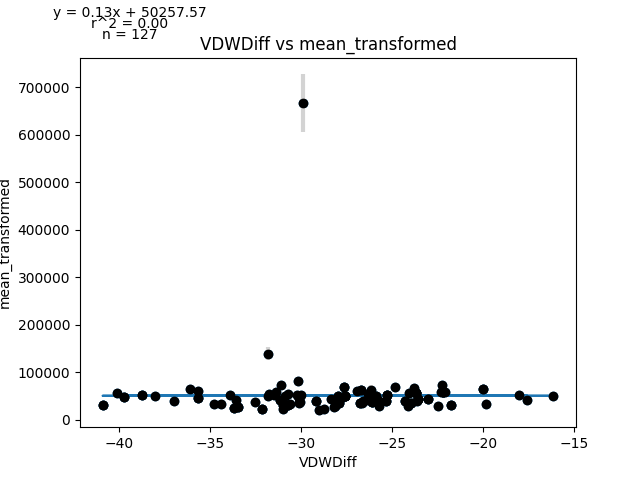 y = 0.13x + 50257.57
r^2 = 0.00
n = 127
VDWDiff vs mean_transformed
700000
600000
500000
400000
300000
200000
100000
0
mean_transformed
−40
−35
−30
−25
−20
−15
VDWDiff